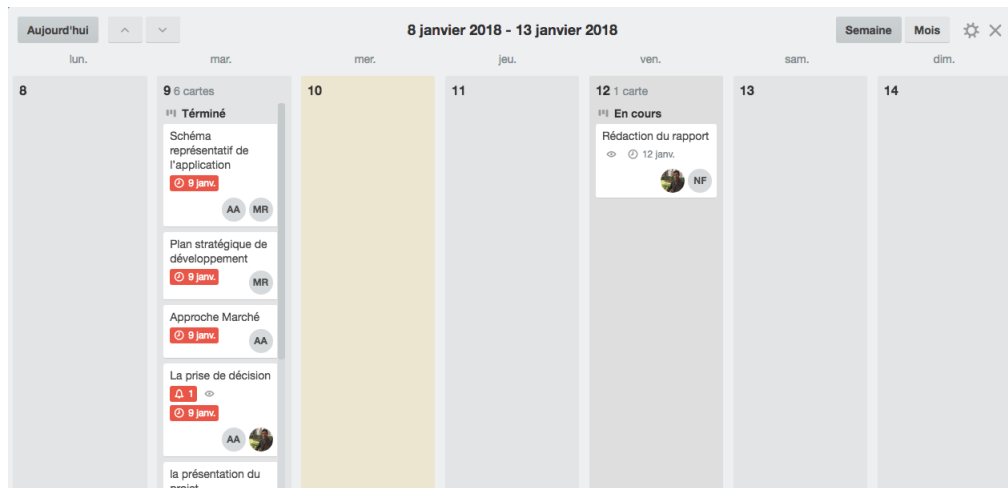 Aujourd'hui
8 janvier 2018 - 13 janvier 2018
Semaine
Mois
lun.
mar.
mer.
jeu.
ven.
sam.
dim.
8
9 6 cartes
Términé
Schéma
représentatif de
l'application
9 janv.
AA MR
Plan stratégique de
développement
9 janv.
MR
Approche Marché
9 janv.
AA
La prise de décision
1
9 janv.
AA
la présentation du
projet
10
11
12 1 carte
En cours
Rédaction du rapport
12 janv.
NF
13
14